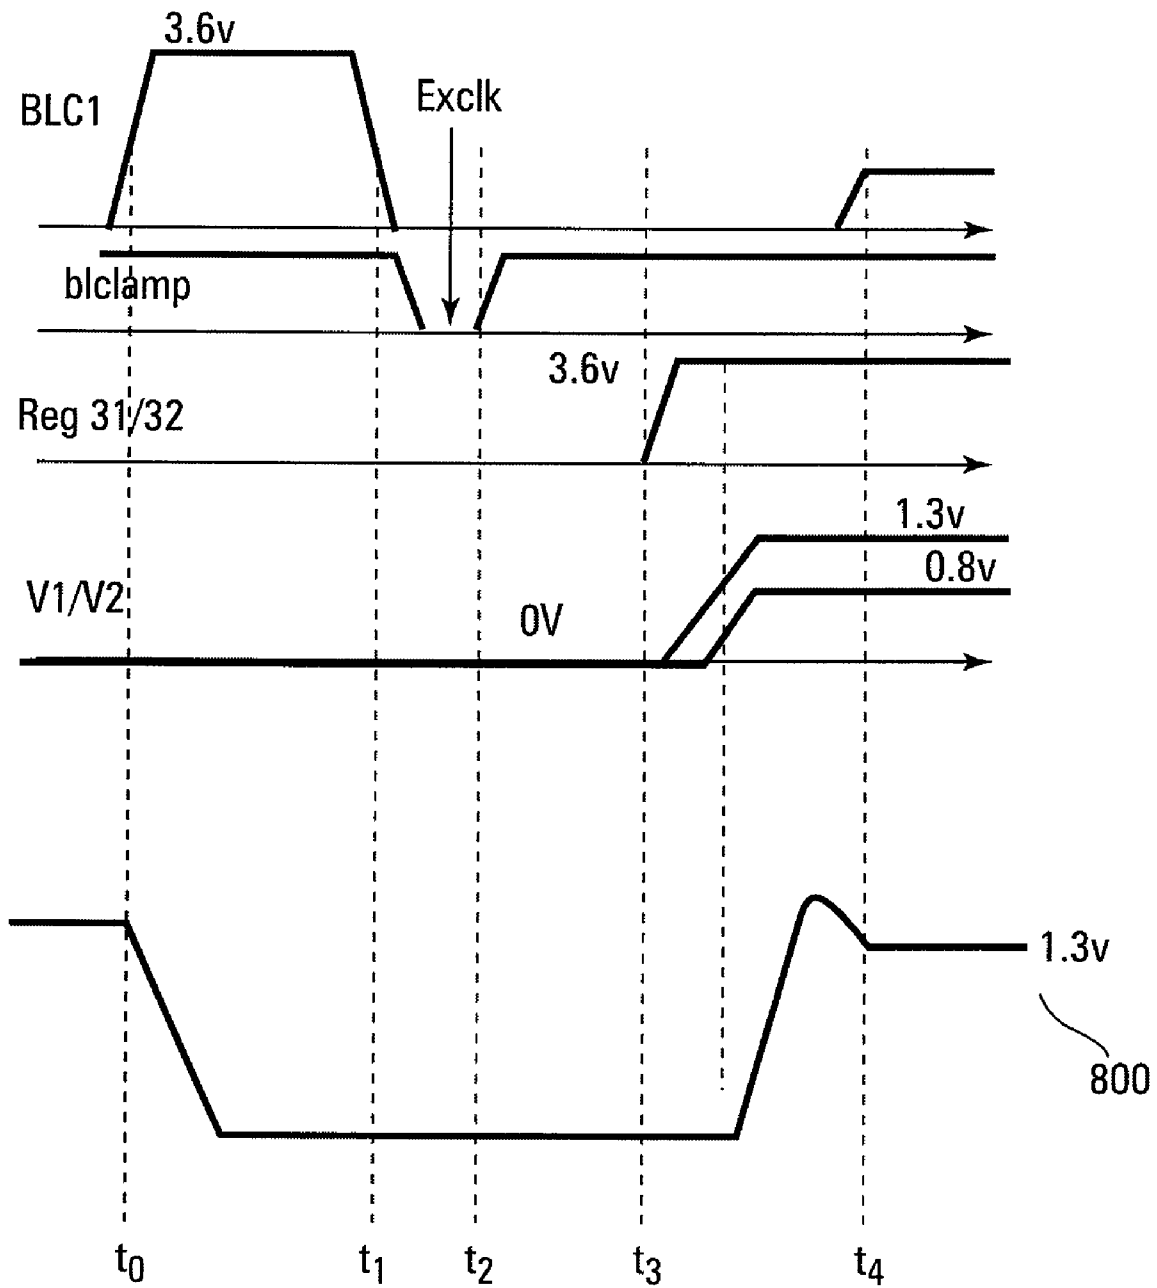 3.6v
BLC1
Exclk
blclamp
3.6v
Reg 31/32
1.3v
0.8v
V1/V2
0V
1.3v
800
t0 t1 t2 t3 t4